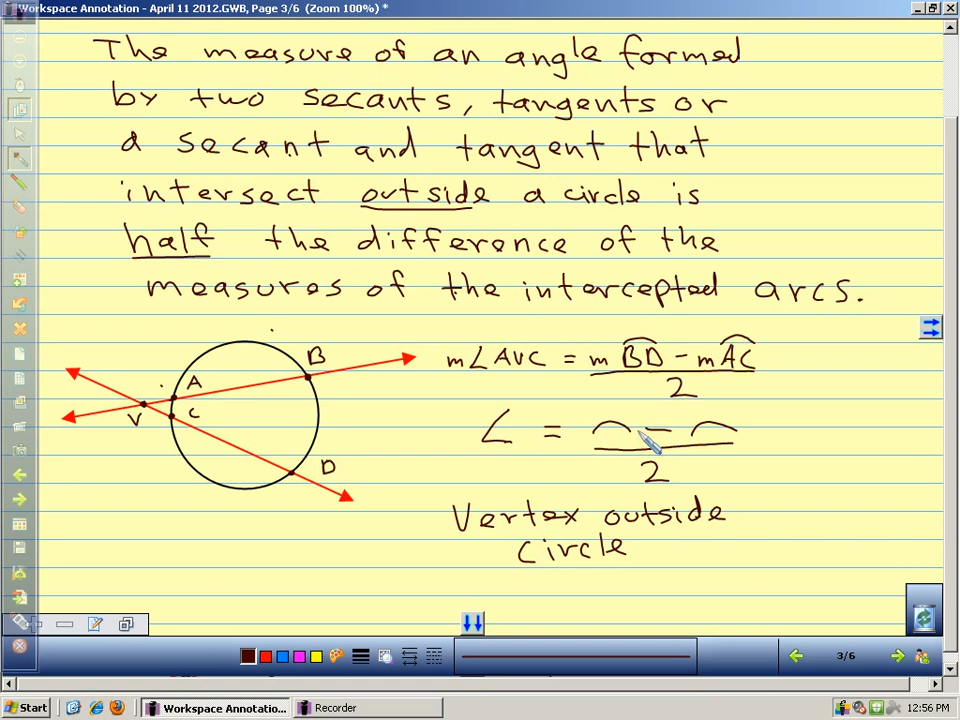 Workspace Annotation - April 11 2012.GWB, Page 3/6 (Zoom 100%) *
The measure of an angle formed
by two secants, tangents or
a secant and tangent that
intersect outside a circle is
half the difference of the
measures of the intercepted arcs.
m∠AVC = mBD - mAC
2
B
A
V
C
D
∠ = ⌒ - ⌒
2
Vertex outside
circle
3/6
Start
Workspace Annotatio...
Recorder
12:56 PM